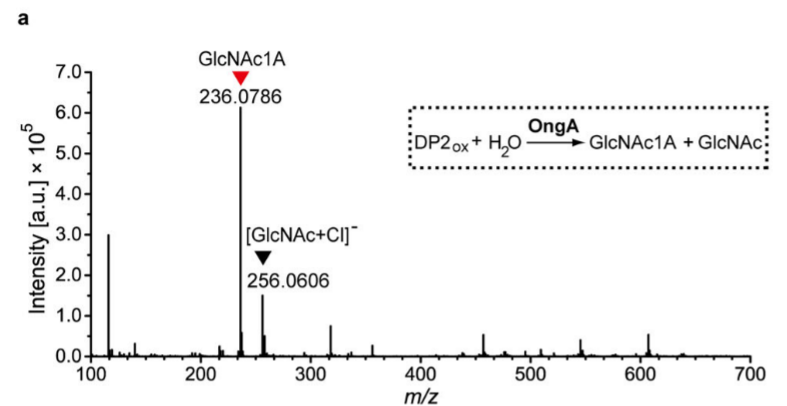 a
GlcNAc1A
236.0786
[GlcNAc+Cl]⁻
256.0606
OngA
DP2ox + H2O → GlcNAc1A + GlcNAc
Intensity [a.u.] × 10⁵
7.0
6.0
5.0
4.0
3.0
2.0
1.0
0.0
100 200 300 400 500 600 700
m/z